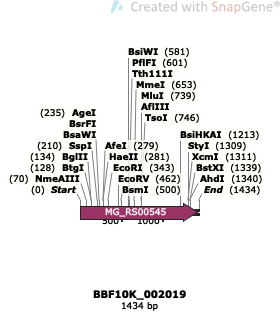 Created with SnapGene®
BsiWI (581)
PflFI (601)
Tth111I
MmeI (653)
(235) AgeI MluI (739)
BsrFI AflIII
BsaWI TsoI (746)
(210) SspI AfeI (279) BsiHKAI (1213)
(134) BglII HaeII (281) StyI (1309)
(128) BtgI EcoRI (343) XcmI (1311)
(70) NmeAIII EcoRV (462) BstXI (1339)
(0) Start BsmI (500) AhdI (1340)
End (1434)
MG_RS00545
500 1000
BBF10K_002019
1434 bp